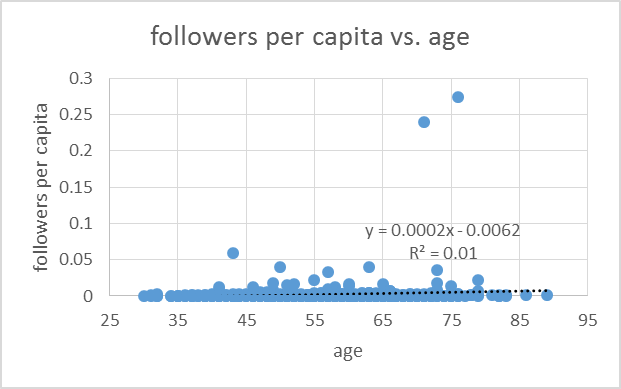 followers per capita vs. age
followers per capita
0.3
0.25
0.2
0.15
0.1
0.05
0
y = 0.0002x - 0.0062
R² = 0.01
25 35 45 55 65 75 85 95
age